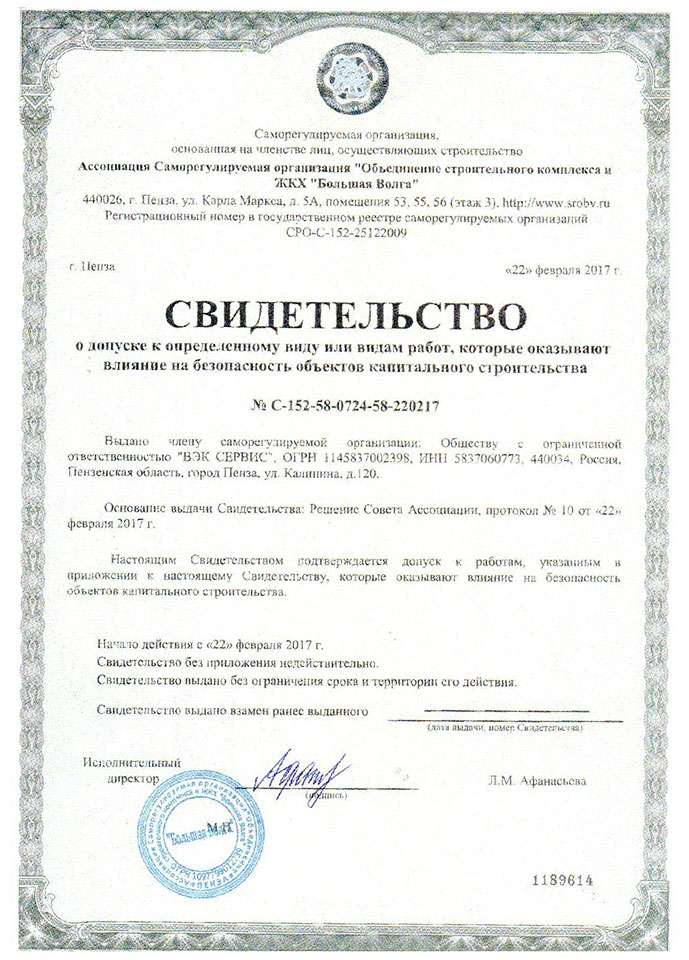 Саморегулируемая организация,
основанная на членстве лиц, осуществляющих строительство
Ассоциация Саморегулируемая организация "Объединение строительного комплекса и
ЖКХ "Большая Волга"
440026, г. Пенза, ул. Карла Маркса, д. 5А, помещения 53, 55, 56 (этаж 3), http://www.srobv.ru
Регистрационный номер в государственном реестре саморегулируемых организаций
СРО-С-152-25122009
г. Пенза
«22» февраля 2017 г.
СВИДЕТЕЛЬСТВО
о допуске к определенному виду или видам работ, которые оказывают
влияние на безопасность объектов капитального строительства
№ С-152-58-0724-58-220217
Выдано члену саморегулируемой организации: Обществу с ограниченной
ответственностью "ВЭК СЕРВИС", ОГРН 1145837002398, ИНН 5837060773, 440034, Россия,
Пензенская область, город Пенза, ул. Калинина, д.120.
Основание выдачи Свидетельства: Решение Совета Ассоциации, протокол № 10 от «22»
февраля 2017 г.
Настоящим Свидетельством подтверждается допуск к работам, указанным в
приложении к настоящему Свидетельству, которые оказывают влияние на безопасность
объектов капитального строительства.
Начало действия с «22» февраля 2017 г.
Свидетельство без приложения недействительно.
Свидетельство выдано без ограничения срока и территории его действия.
Свидетельство выдано взамен ранее выданного
(дата выдачи, номер Свидетельства)
Исполнительный
директор
(подпись)
Л.М. Афанасьева
М.П.
"Большая Волга"
1189614